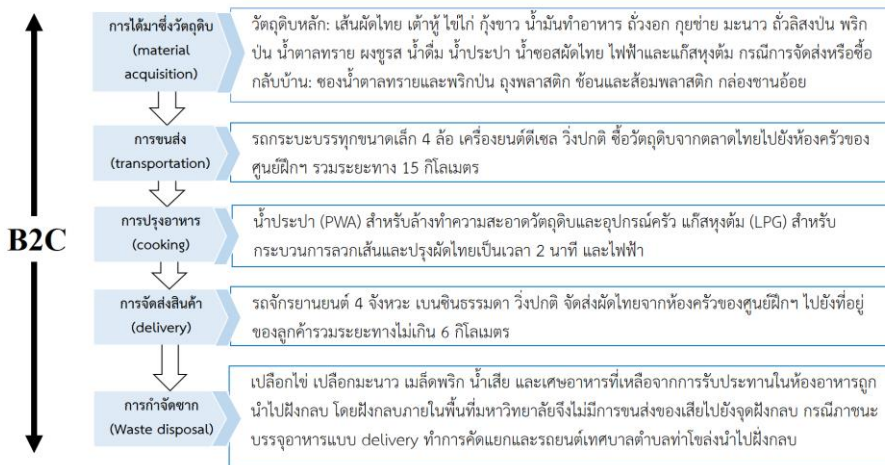 การได้มาซึ่งวัตถุดิบ
(material
acquisition)
วัตถุดิบหลัก: เส้นผัดไทย เต้าหู้ ไข่ไก่ กุ้งขาว น้ำมันทำอาหาร ถั่วงอก กุยช่าย มะนาว ถั่วลิสงป่น พริก
ป่น น้ำตาลทราย ผงชูรส น้ำดื่ม น้ำประปา น้ำซอสผัดไทย ไฟฟ้าและแก๊สหุงต้ม กรณีการจัดส่งหรือซื้อ
กลับบ้าน: ซองน้ำตาลทรายและพริกป่น ถุงพลาสติก ช้อนและส้อมพลาสติก กล่องชานอ้อย
การขนส่ง
(transportation)
รถกระบะบรรทุกขนาดเล็ก 4 ล้อ เครื่องยนต์ดีเซล วิ่งปกติ ซื้อวัตถุดิบจากตลาดไทยไปยังห้องครัวของ
ศูนย์ฝึกฯ รวมระยะทาง 15 กิโลเมตร
B2C
การปรุงอาหาร
(cooking)
น้ำประปา (PWA) สำหรับล้างทำความสะอาดวัตถุดิบและอุปกรณ์ครัว แก๊สหุงต้ม (LPG) สำหรับ
กระบวนการลวกเส้นและปรุงผัดไทยเป็นเวลา 2 นาที และไฟฟ้า
การจัดส่งสินค้า
(delivery)
รถจักรยานยนต์ 4 จังหวะ เบนซินธรรมดา วิ่งปกติ จัดส่งผัดไทยจากห้องครัวของศูนย์ฝึกฯ ไปยังที่อยู่
ของลูกค้ารวมระยะทางไม่เกิน 6 กิโลเมตร
การกำจัดซาก
(Waste disposal)
เปลือกไข่ เปลือกมะนาว เมล็ดพริก น้ำเสีย และเศษอาหารที่เหลือจากการรับประทานในห้องอาหารถูก
นำไปฝังกลบ โดยฝังกลบภายในพื้นที่มหาวิทยาลัยจึงไม่มีการขนส่งของเสียไปยังจุดฝังกลบ กรณีภาชนะ
บรรจุอาหารแบบ delivery ทำการคัดแยกและรถยนต์เทศบาลตำบลท่าโขลงนำไปฝังกลบ